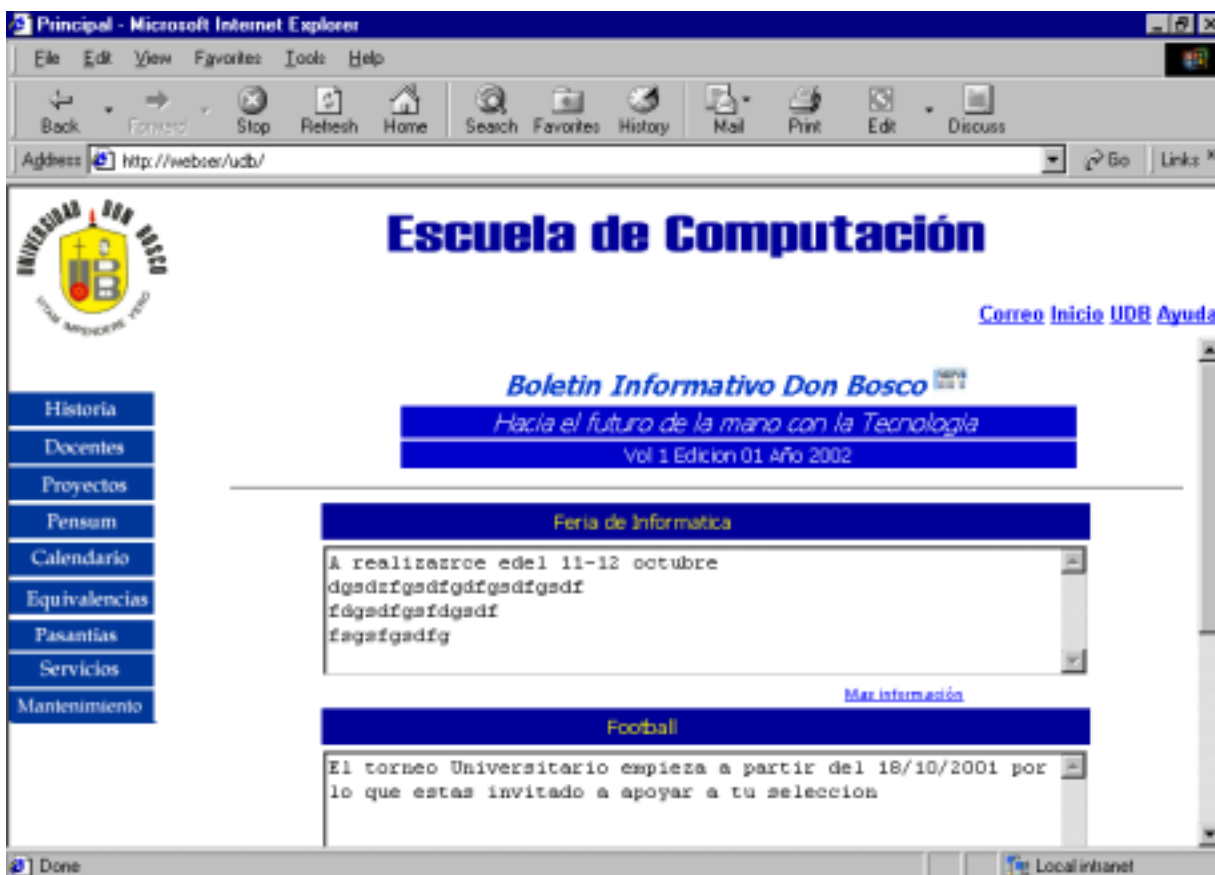 Principal - Microsoft Internet Explorer
File Edit View Favorites Tools Help
Back Forward Stop Refresh Home Search Favorites History Mail Print Edit Discuss
Address http://webser/udb/ Go Links
UNIVERSIDAD DON BOSCO
UTAM IMPENDERE VERO
Escuela de Computación
Correo Inicio UDB Ayuda
Boletin Informativo Don Bosco
Hacia el futuro de la mano con la Tecnologia
Vol 1 Edicion 01 Año 2002
Historia
Docentes
Proyectos
Pensum
Calendario
Equivalencias
Pasantias
Servicios
Mantenimiento
Feria de Informatica
A realizazrce edel 11-12 octubre
dgsdzfgsdfgdfgsdfgsdf
fdgsdfgsfdgsdf
fsgsfgsdfg
Mas información
Football
El torneo Universitario empieza a partir del 18/10/2001 por
lo que estas invitado a apoyar a tu seleccion
Done Local intranet